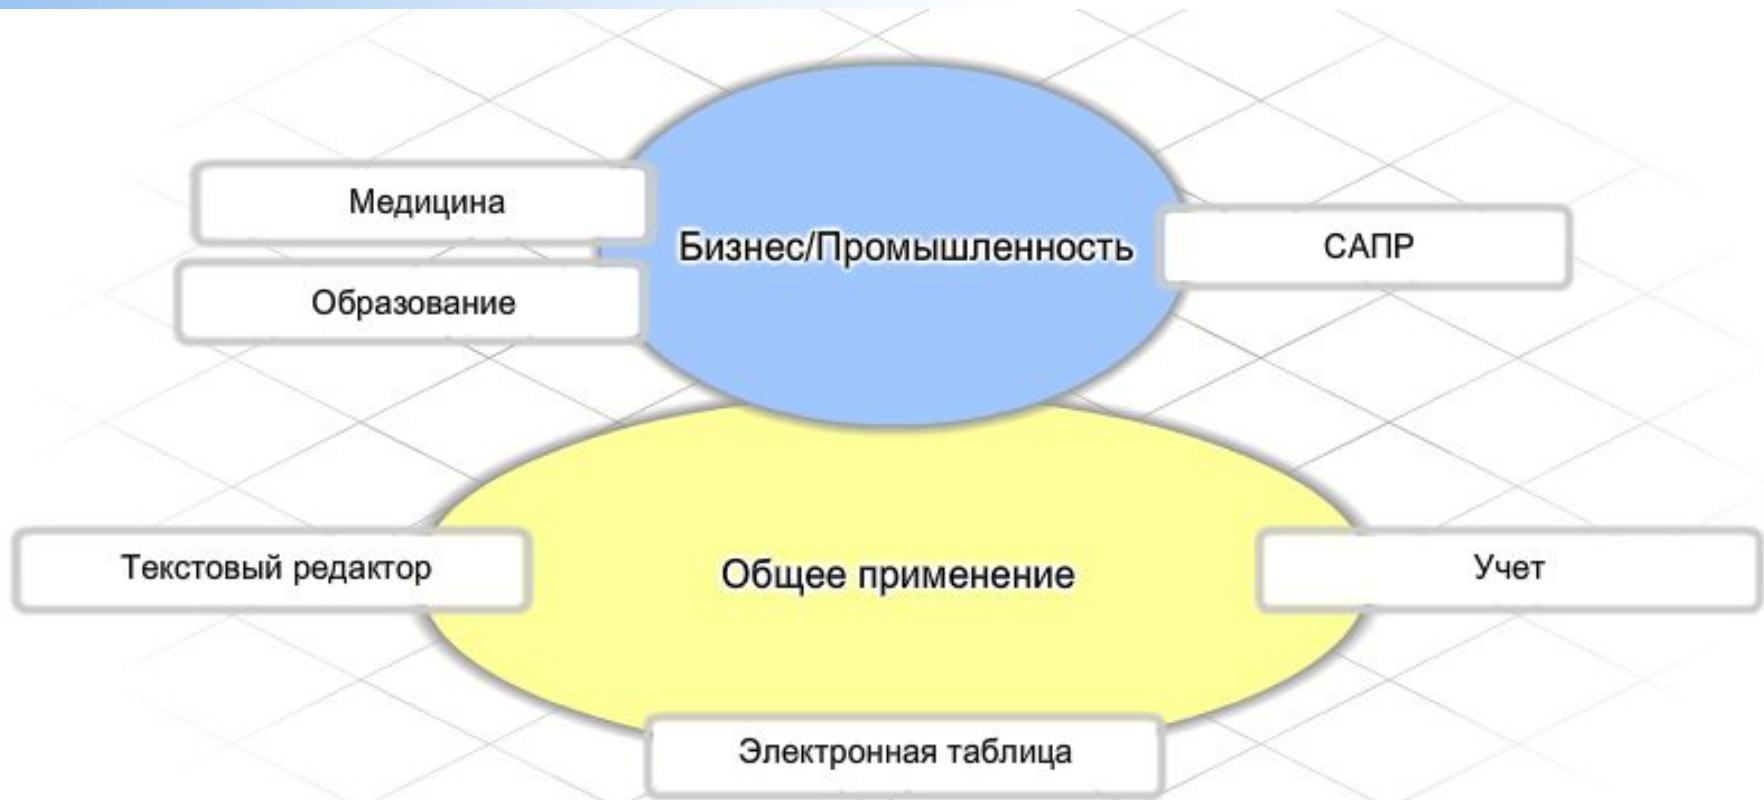 Медицина
Бизнес/Промышленность
САПР
Образование
Текстовый редактор
Общее применение
Учет
Электронная таблица